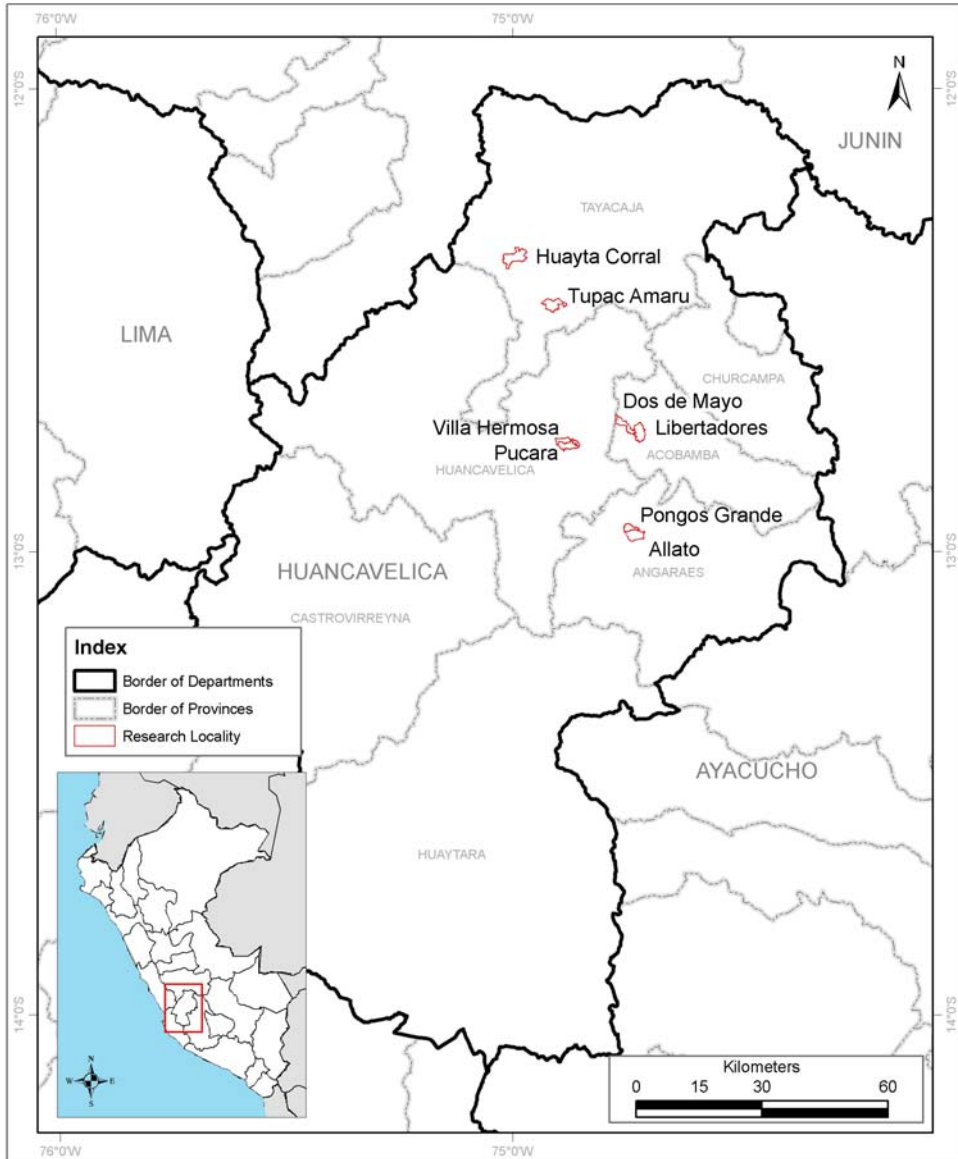 76°0'W
75°0'W
N
12°0'S
12°0'S
JUNIN
TAYACAJA
Huayta Corral
Tupac Amaru
LIMA
CHURCAMPA
Dos de Mayo
Villa Hermosa
Libertadores
Pucara
ACOBAMBA
HUANCAVELICA
Pongos Grande
13°0'S
Allato
13°0'S
HUANCAVELICA
ANGARAES
CASTROVIRREYNA
Index
Border of Departments
Border of Provinces
Research Locality
AYACUCHO
HUAYTARA
14°0'S
14°0'S
N
W E
S
Kilometers
0 15 30 60
76°0'W
75°0'W